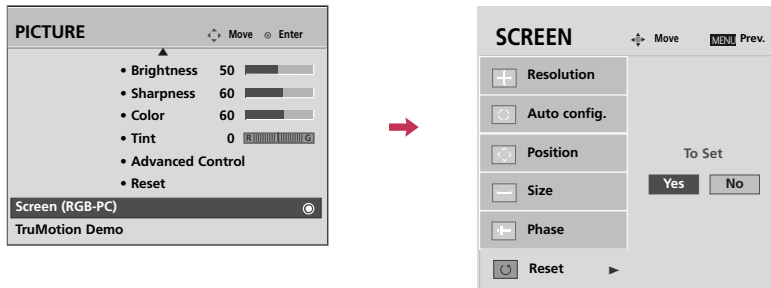 PICTURE Move Enter
• Brightness 50
• Sharpness 60
• Color 60
• Tint 0 R G
• Advanced Control
• Reset
Screen (RGB-PC)
TruMotion Demo
SCREEN Move MENU Prev.
Resolution
Auto config.
Position
Size
Phase
Reset
To Set
Yes No